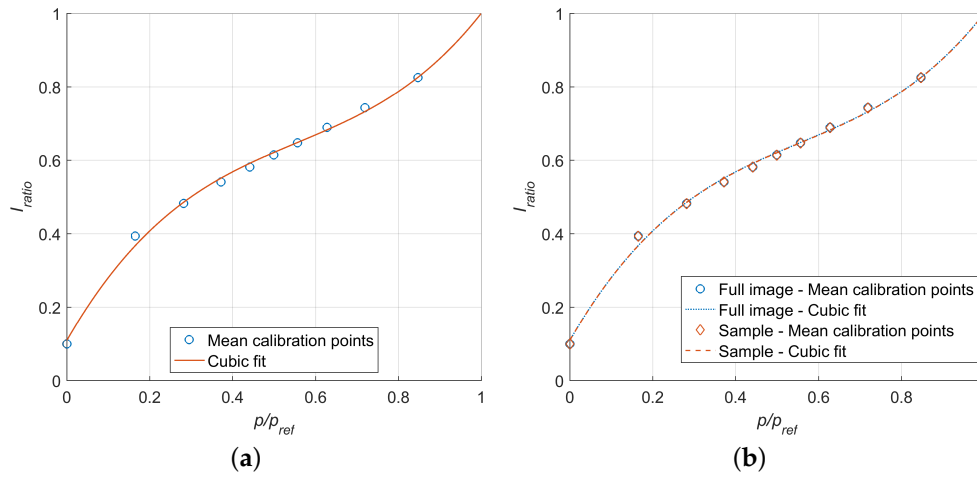 1
0.8
0.6
0.4
0.2
0
I_ratio
0
0.2
0.4
0.6
0.8
1
p/p_ref
Mean calibration points
Cubic fit
(a)
1
0.8
0.6
0.4
0.2
0
I_ratio
0
0.2
0.4
0.6
0.8
p/p_ref
Full image - Mean calibration points
Full image - Cubic fit
Sample - Mean calibration points
Sample - Cubic fit
(b)